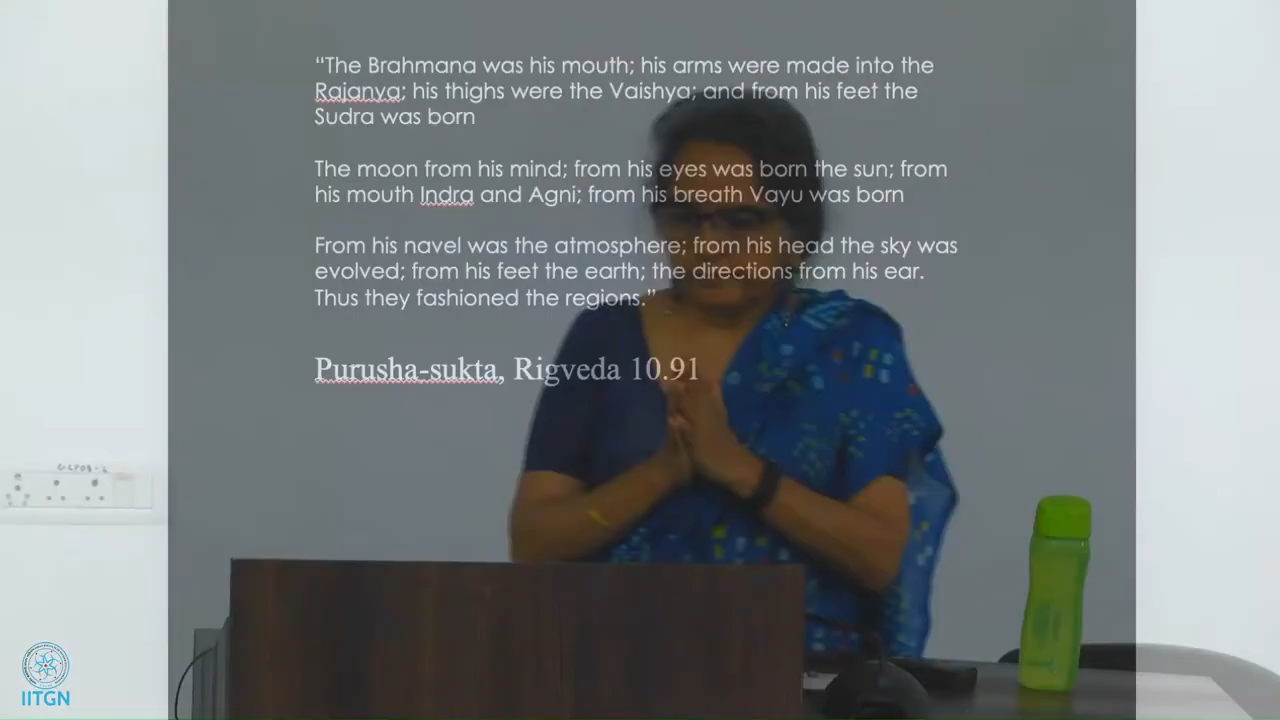 “The Brahmana was his mouth; his arms were made into the
Rajanya; his thighs were the Vaishya; and from his feet the
Sudra was born
The moon from his mind; from his eyes was born the sun; from
his mouth Indra and Agni; from his breath Vayu was born
From his navel was the atmosphere; from his head the sky was
evolved; from his feet the earth; the directions from his ear.
Thus they fashioned the regions.”
Purusha-sukta, Rigveda 10.91
IITGN